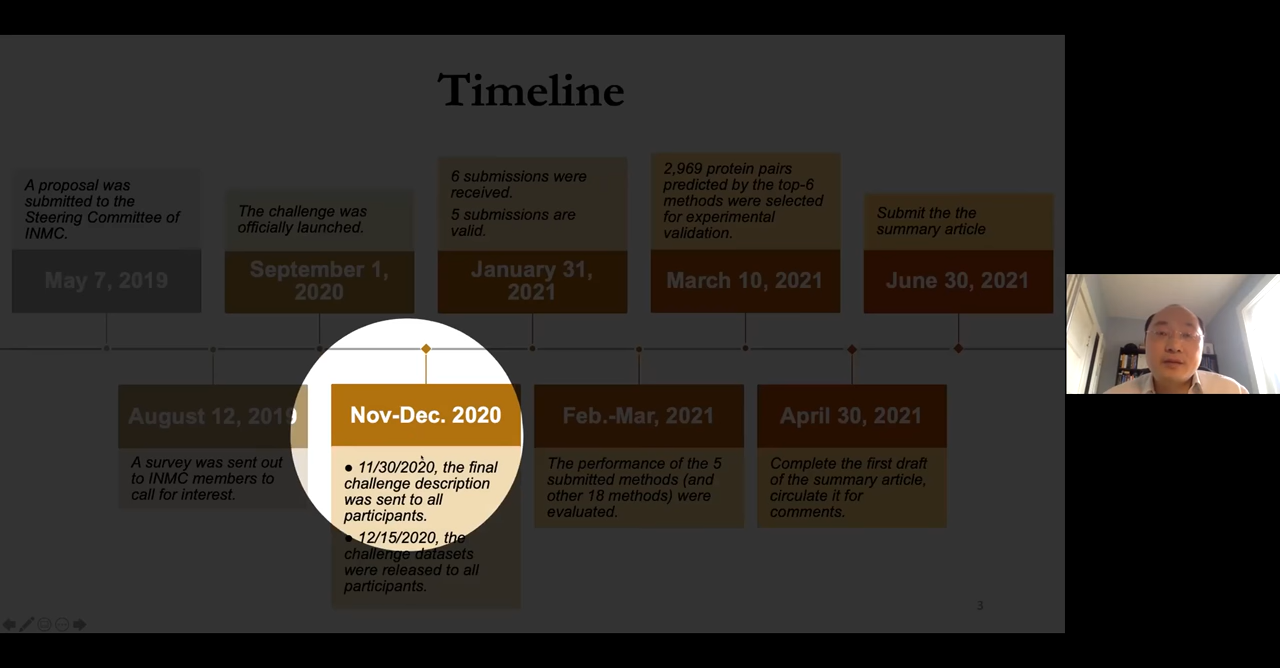 Timeline
A proposal was
submitted to the
Steering Committee of
INMC.
May 7, 2019
The challenge was
officially launched.
September 1,
2020
6 submissions were
received.
5 submissions are
valid.
January 31,
2021
2,969 protein pairs
predicted by the top-6
methods were selected
for experimental
validation.
March 10, 2021
Submit the the
summary article
June 30, 2021
August 12, 2019
A survey was sent out
to INMC members to
call for interest.
Nov-Dec. 2020
● 11/30/2020, the final
challenge description
was sent to all
participants.
● 12/15/2020, the
challenge datasets
were released to all
participants.
Feb.-Mar, 2021
The performance of the 5
submitted methods (and
other 18 methods) were
evaluated.
April 30, 2021
Complete the first draft
of the summary article,
circulate it for
comments.
3